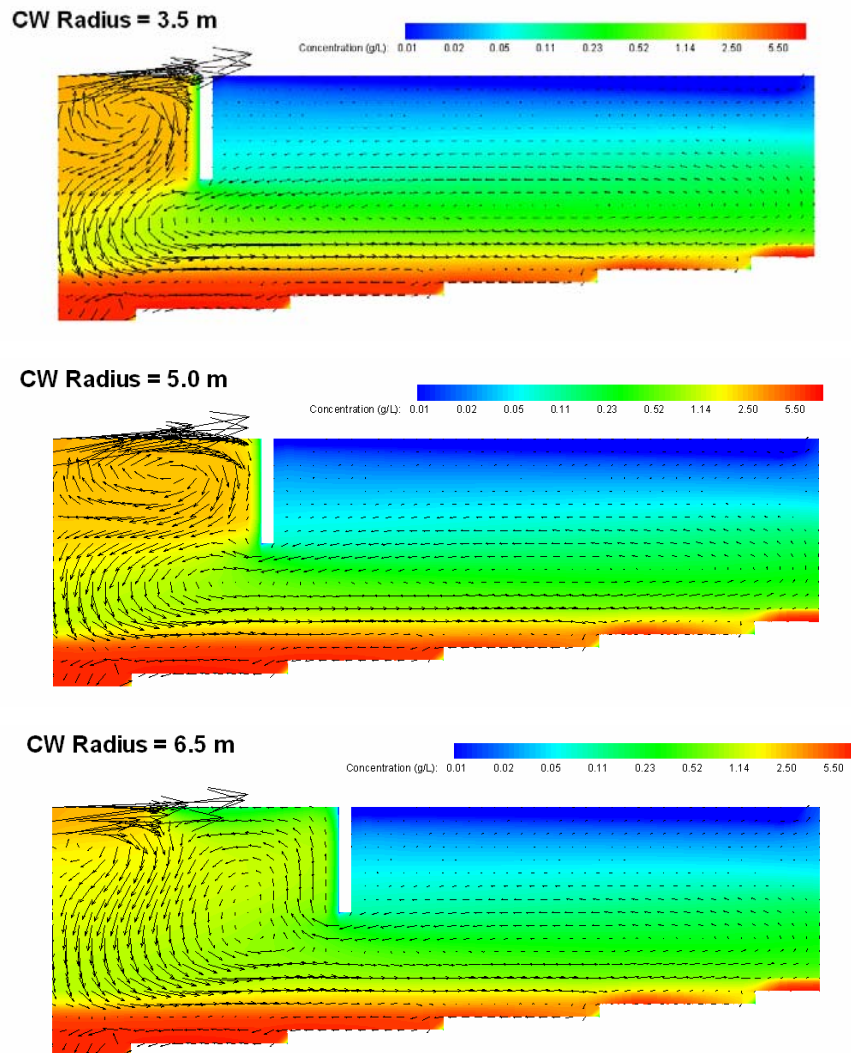 CW Radius = 3.5 m
Concentration (g/L): 0.01 0.02 0.05 0.11 0.23 0.52 1.14 2.50 5.50
CW Radius = 5.0 m
Concentration (g/L): 0.01 0.02 0.05 0.11 0.23 0.52 1.14 2.50 5.50
CW Radius = 6.5 m
Concentration (g/L): 0.01 0.02 0.05 0.11 0.23 0.52 1.14 2.50 5.50